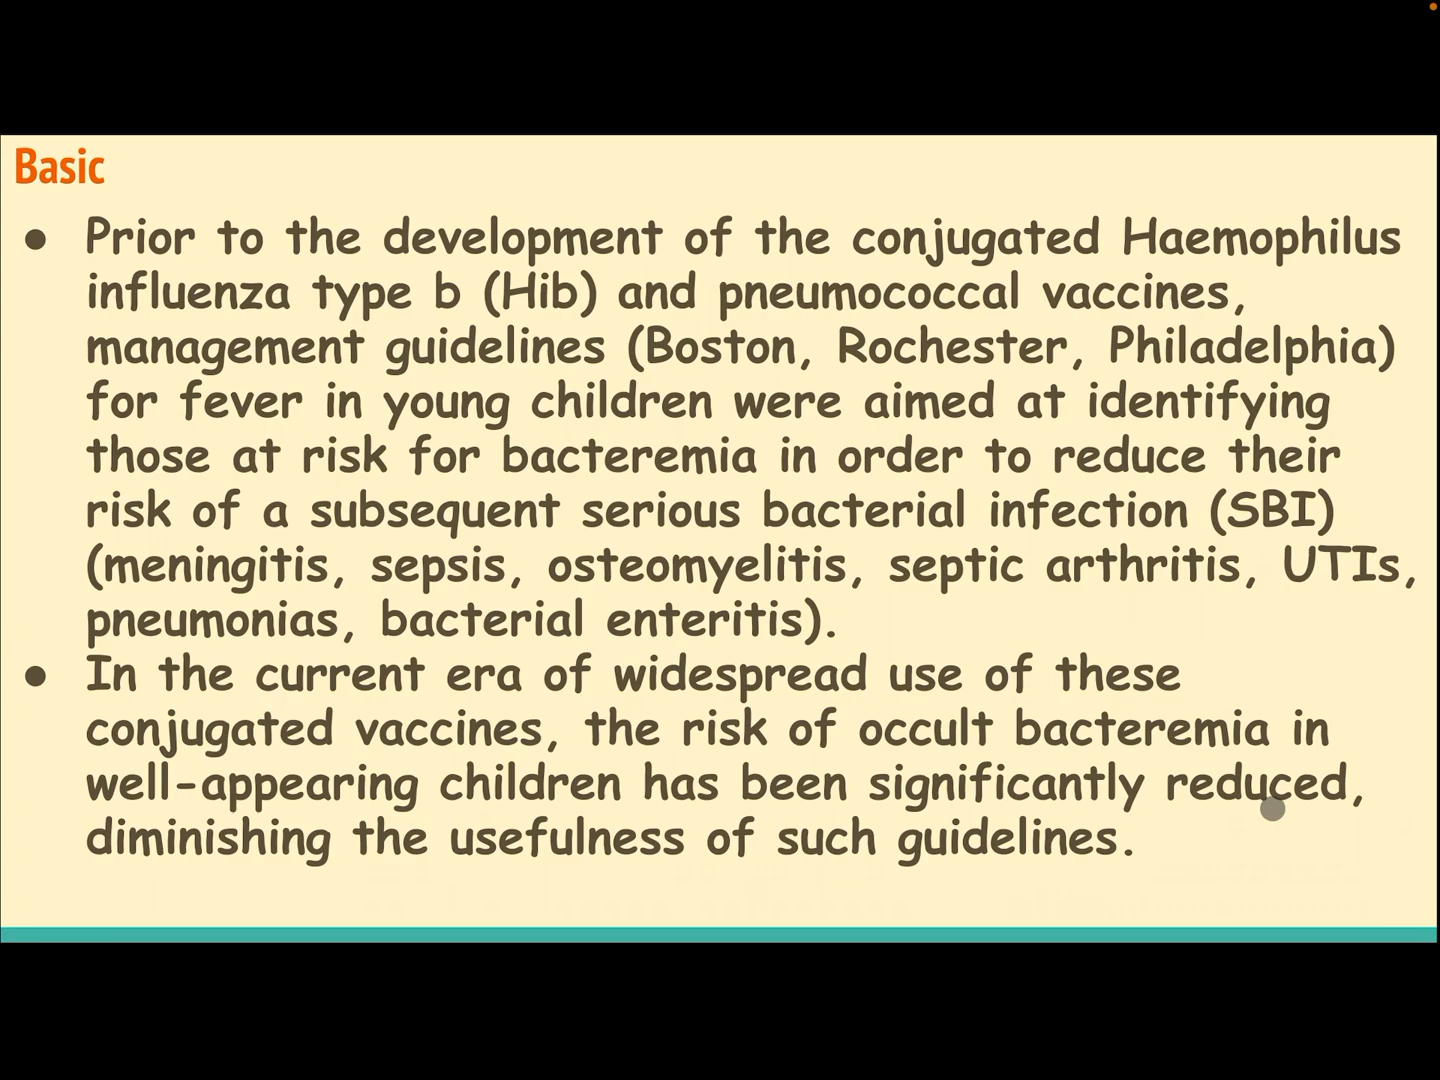 Basic
● Prior to the development of the conjugated Haemophilus
influenza type b (Hib) and pneumococcal vaccines,
management guidelines (Boston, Rochester, Philadelphia)
for fever in young children were aimed at identifying
those at risk for bacteremia in order to reduce their
risk of a subsequent serious bacterial infection (SBI)
(meningitis, sepsis, osteomyelitis, septic arthritis, UTIs,
pneumonias, bacterial enteritis).
● In the current era of widespread use of these
conjugated vaccines, the risk of occult bacteremia in
well-appearing children has been significantly reduced,
diminishing the usefulness of such guidelines.